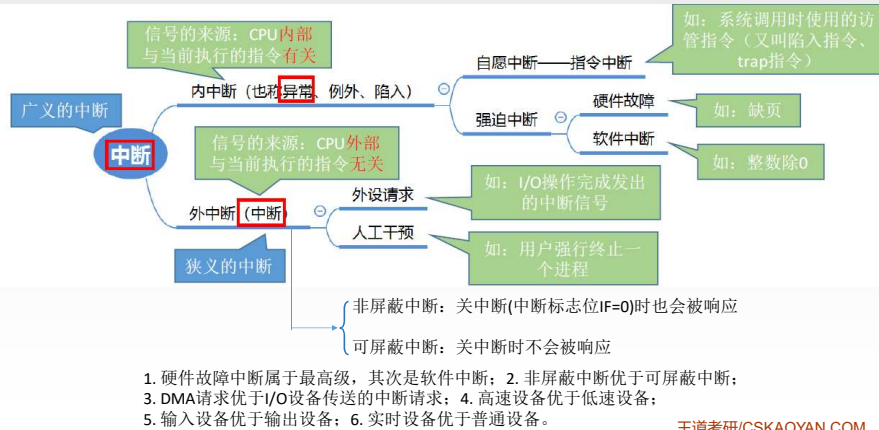 信号的来源：CPU内部
与当前执行的指令有关
如：系统调用时使用的访
管指令（又叫陷入指令、
trap指令）
自愿中断——指令中断
内中断（也称异常、例外、陷入）
硬件故障
如：缺页
强迫中断
软件中断
如：整数除0
广义的中断
中断
信号的来源：CPU外部
与当前执行的指令无关
外设请求
如：I/O操作完成发出
的中断信号
外中断（中断）
人工干预
如：用户强行终止一
个进程
狭义的中断
非屏蔽中断：关中断(中断标志位IF=0)时也会被响应
可屏蔽中断：关中断时不会被响应
1. 硬件故障中断属于最高级，其次是软件中断；2. 非屏蔽中断优于可屏蔽中断；
3. DMA请求优于I/O设备传送的中断请求；4. 高速设备优于低速设备；
5. 输入设备优于输出设备；6. 实时设备优于普通设备。
王道考研/CSKAOYAN.COM